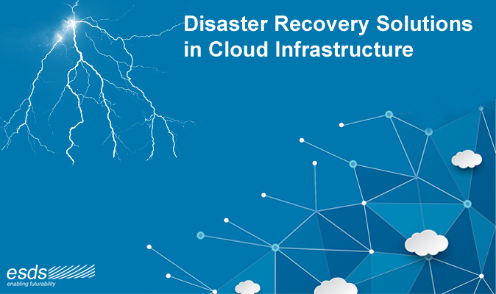 Disaster Recovery Solutions
in Cloud Infrastructure
esds
enabling futurability